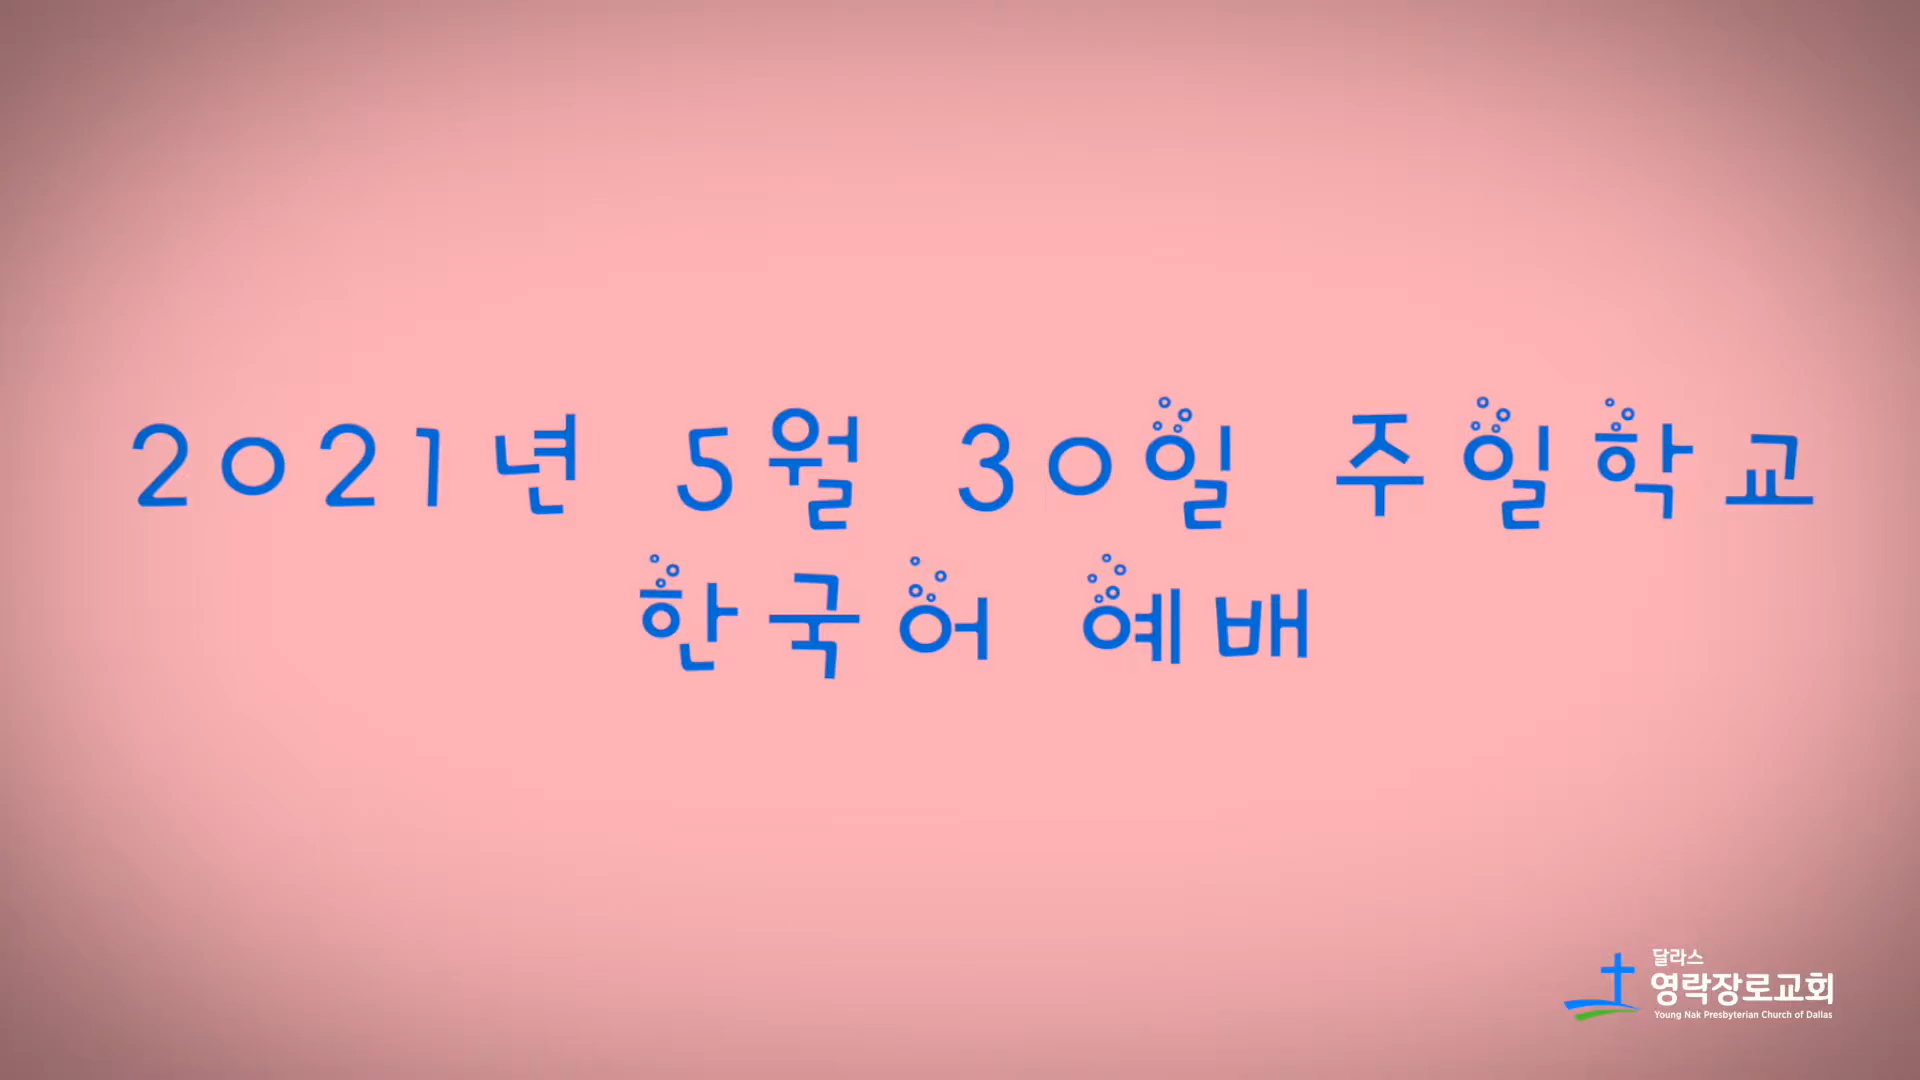 2021년 5월 30일 주일학교
한국어 예배
달라스
영락장로교회
Young Nak Presbyterian Church of Dallas